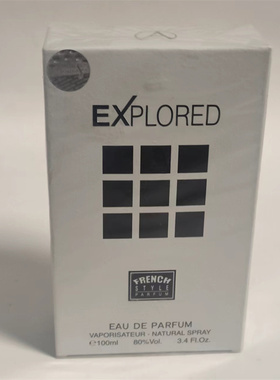 EXPLORED
FRENCH
STYLE
PARFUM
EAU DE PARFUM
VAPORISATEUR - NATURAL SPRAY
℮100ml 80%Vol. 3.4 Fl.Oz.